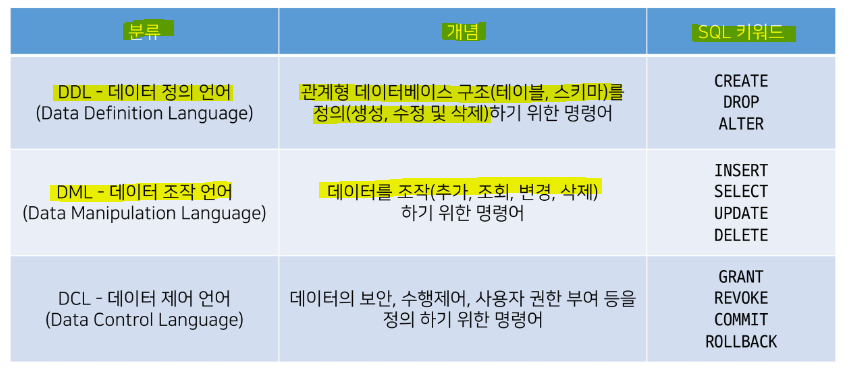 분류
개념
SQL 키워드
DDL - 데이터 정의 언어
(Data Definition Language)
관계형 데이터베이스 구조(테이블, 스키마)를
정의(생성, 수정 및 삭제)하기 위한 명령어
CREATE
DROP
ALTER
DML - 데이터 조작 언어
(Data Manipulation Language)
데이터를 조작(추가, 조회, 변경, 삭제)
하기 위한 명령어
INSERT
SELECT
UPDATE
DELETE
DCL - 데이터 제어 언어
(Data Control Language)
데이터의 보안, 수행제어, 사용자 권한 부여 등을
정의 하기 위한 명령어
GRANT
REVOKE
COMMIT
ROLLBACK